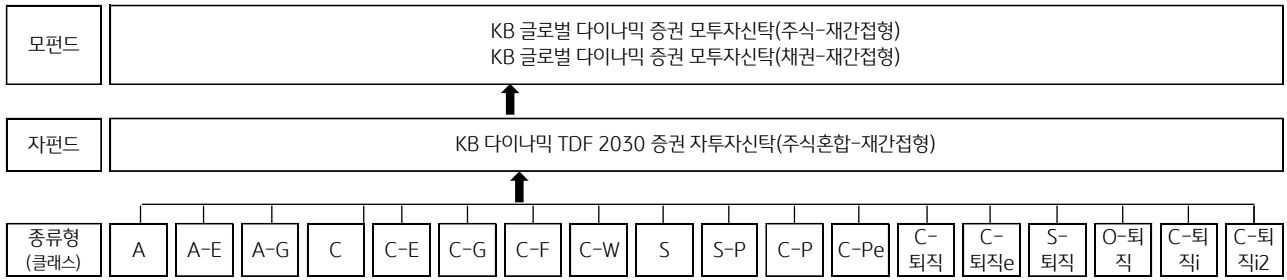 모펀드
KB 글로벌 다이나믹 증권 모투자신탁(주식-재간접형)
KB 글로벌 다이나믹 증권 모투자신탁(채권-재간접형)
자펀드
KB 다이나믹 TDF 2030 증권 자투자신탁(주식혼합-재간접형)
종류형
(클래스)
A
A-E
A-G
C
C-E
C-G
C-F
C-W
S
S-P
C-P
C-Pe
C-
퇴직
C-
퇴직e
S-
퇴직
O-퇴
직
C-퇴
직i
C-퇴
직i2